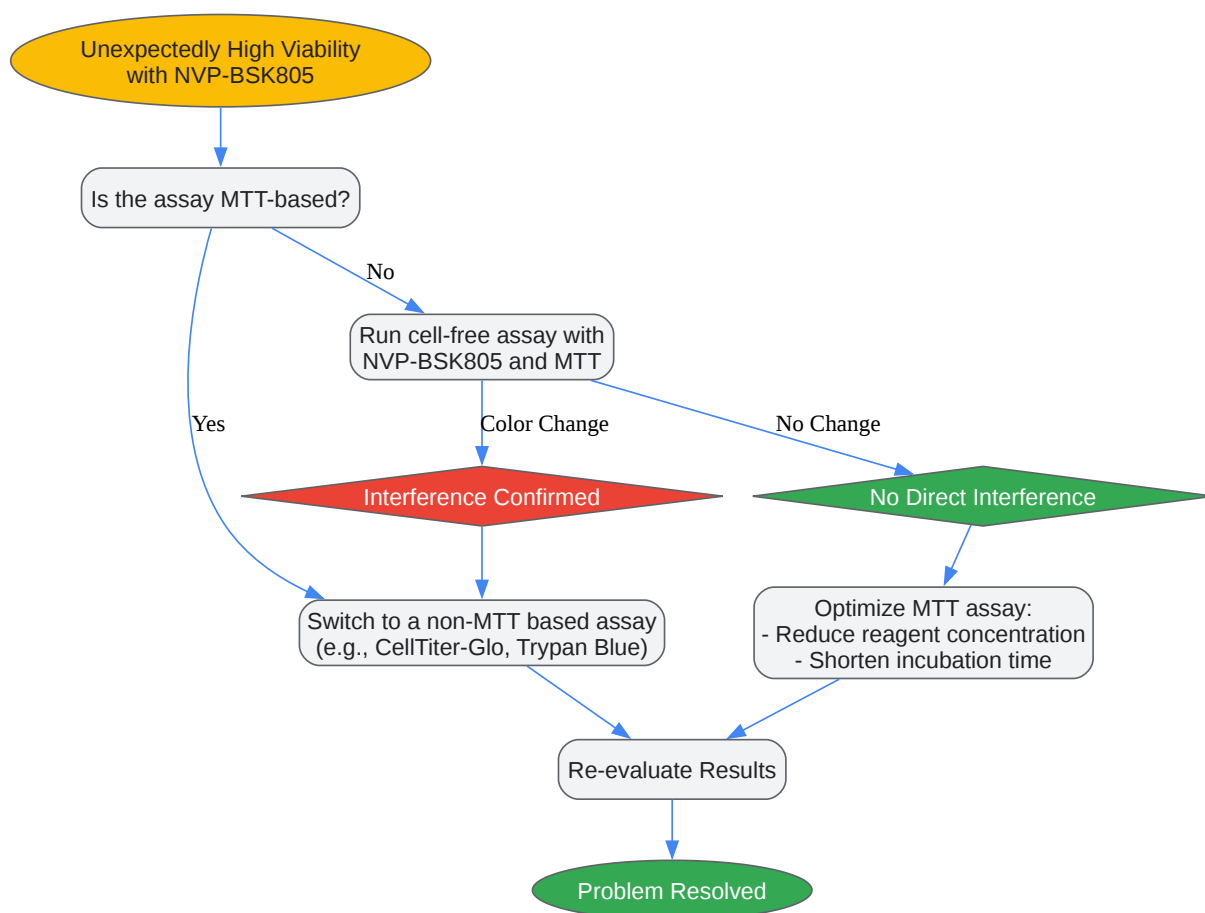 Unexpectedly High Viability
with NVP-BSK805
Is the assay MTT-based?
No
Run cell-free assay with
NVP-BSK805 and MTT
Yes
Color Change
No Change
Interference Confirmed
No Direct Interference
Switch to a non-MTT based assay
(e.g., CellTiter-Glo, Trypan Blue)
Optimize MTT assay:
- Reduce reagent concentration
- Shorten incubation time
Re-evaluate Results
Problem Resolved